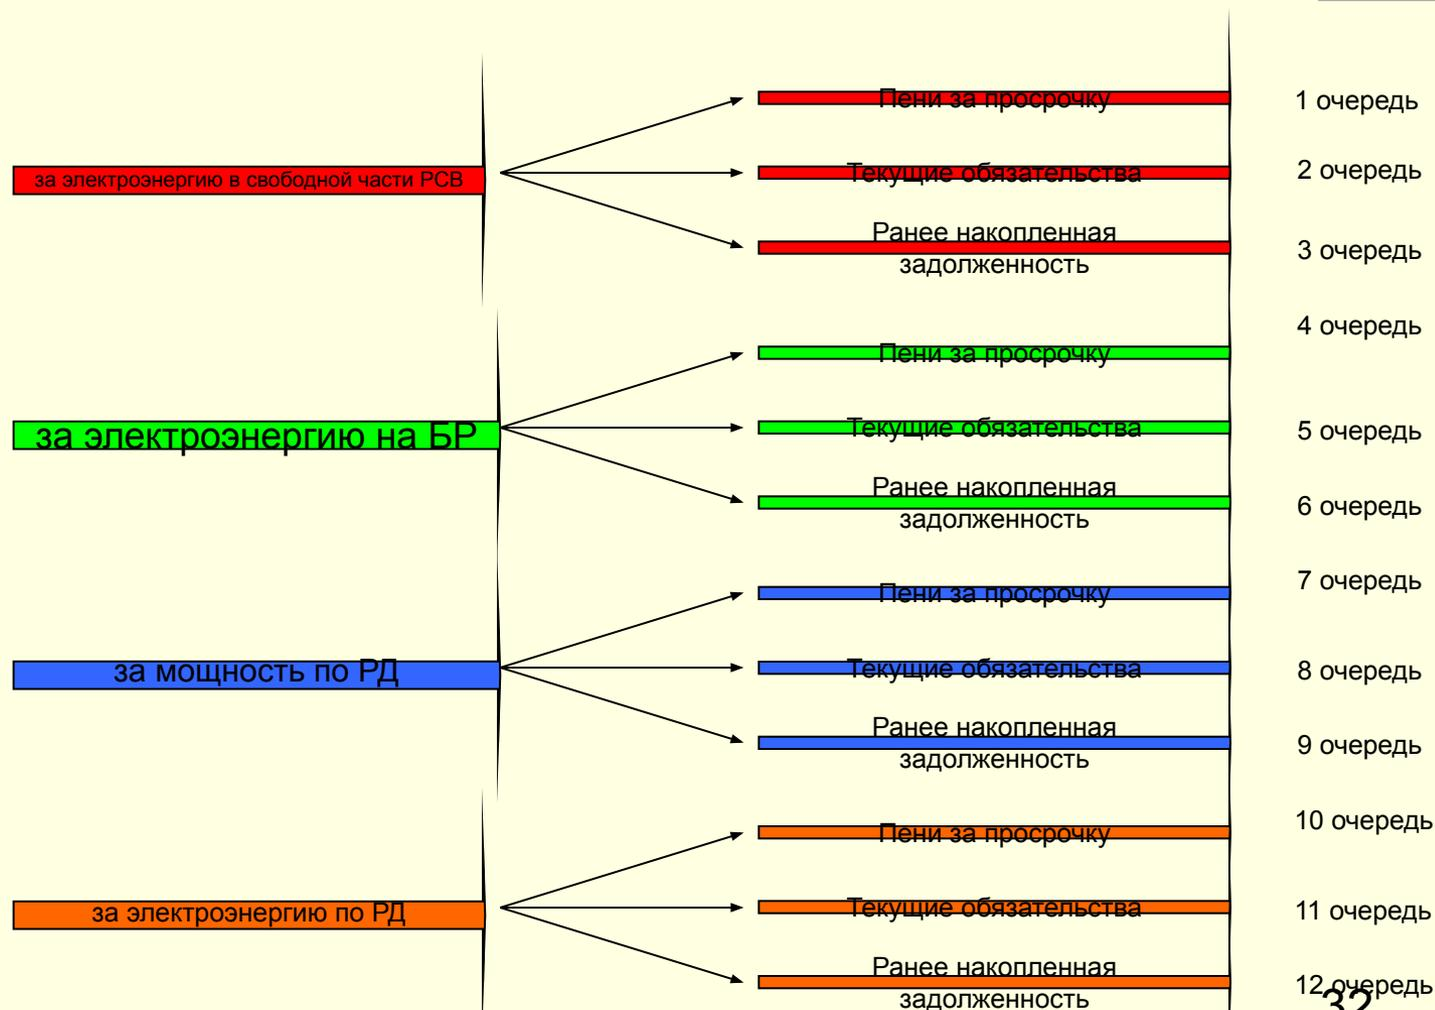 Пени за просрочку
1 очередь
за электроэнергию в свободной части РСВ
Текущие обязательства
2 очередь
Ранее накопленная
задолженность
3 очередь
4 очередь
Пени за просрочку
за электроэнергию на БР
Текущие обязательства
5 очередь
Ранее накопленная
задолженность
6 очередь
7 очередь
Пени за просрочку
за мощность по РД
Текущие обязательства
8 очередь
Ранее накопленная
задолженность
9 очередь
10 очередь
Пени за просрочку
за электроэнергию по РД
Текущие обязательства
11 очередь
Ранее накопленная
задолженность
12 очередь
32